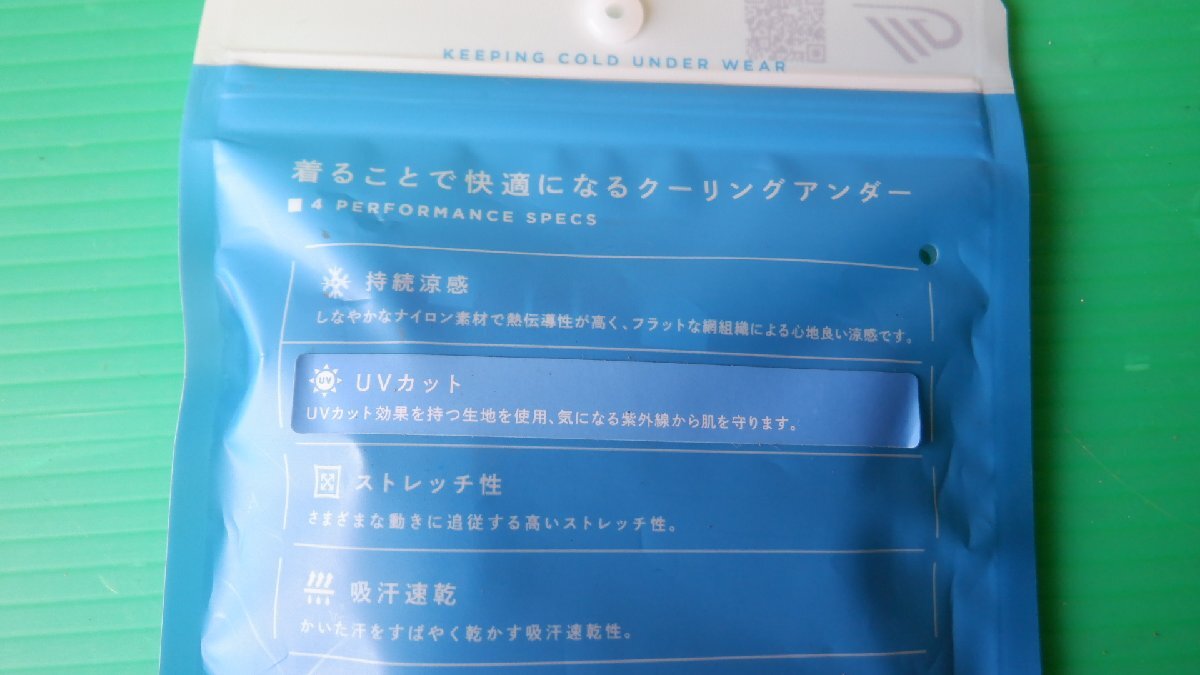 KEEPING COLD UNDER WEAR
着ることで快適になるクーリングアンダー
■4 PERFORMANCE SPECS
持続涼感
しなやかなナイロン素材で熱伝導性が高く、フラットな網組織による心地良い涼感です。
UV
UVカット
UVカット効果を持つ生地を使用、気になる紫外線から肌を守ります。
ストレッチ性
さまざまな動きに追従する高いストレッチ性。
吸汗速乾
かいた汗をすばやく乾かす吸汗速乾性。